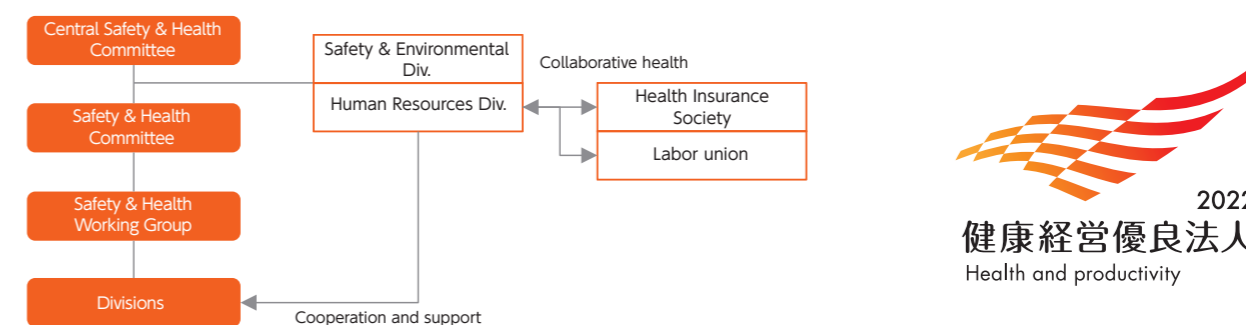 Central Safety & Health
Committee
Safety & Environmental
Div.
Human Resources Div.
Collaborative health
Health Insurance
Society
Labor union
Safety & Health
Committee
Safety & Health
Working Group
Divisions
Cooperation and support
2022
健康経営優良法人
Health and productivity